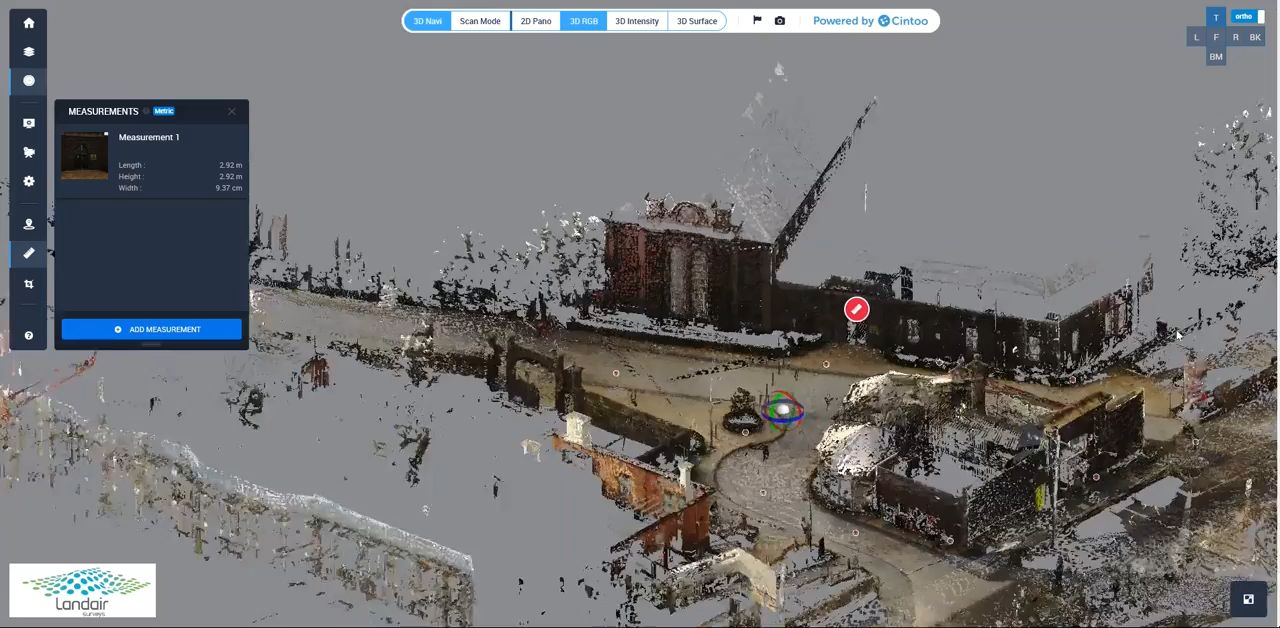 3D Navi Scan Mode 2D Pano 3D RGB 3D Intensity 3D Surface Powered by Cintoo
T ortho
L F R BK
BM
MEASUREMENTS Metric
Measurement 1
Length : 2.92 m
Height : 2.92 m
Width : 9.37 cm
ADD MEASUREMENT
Landair
surveys